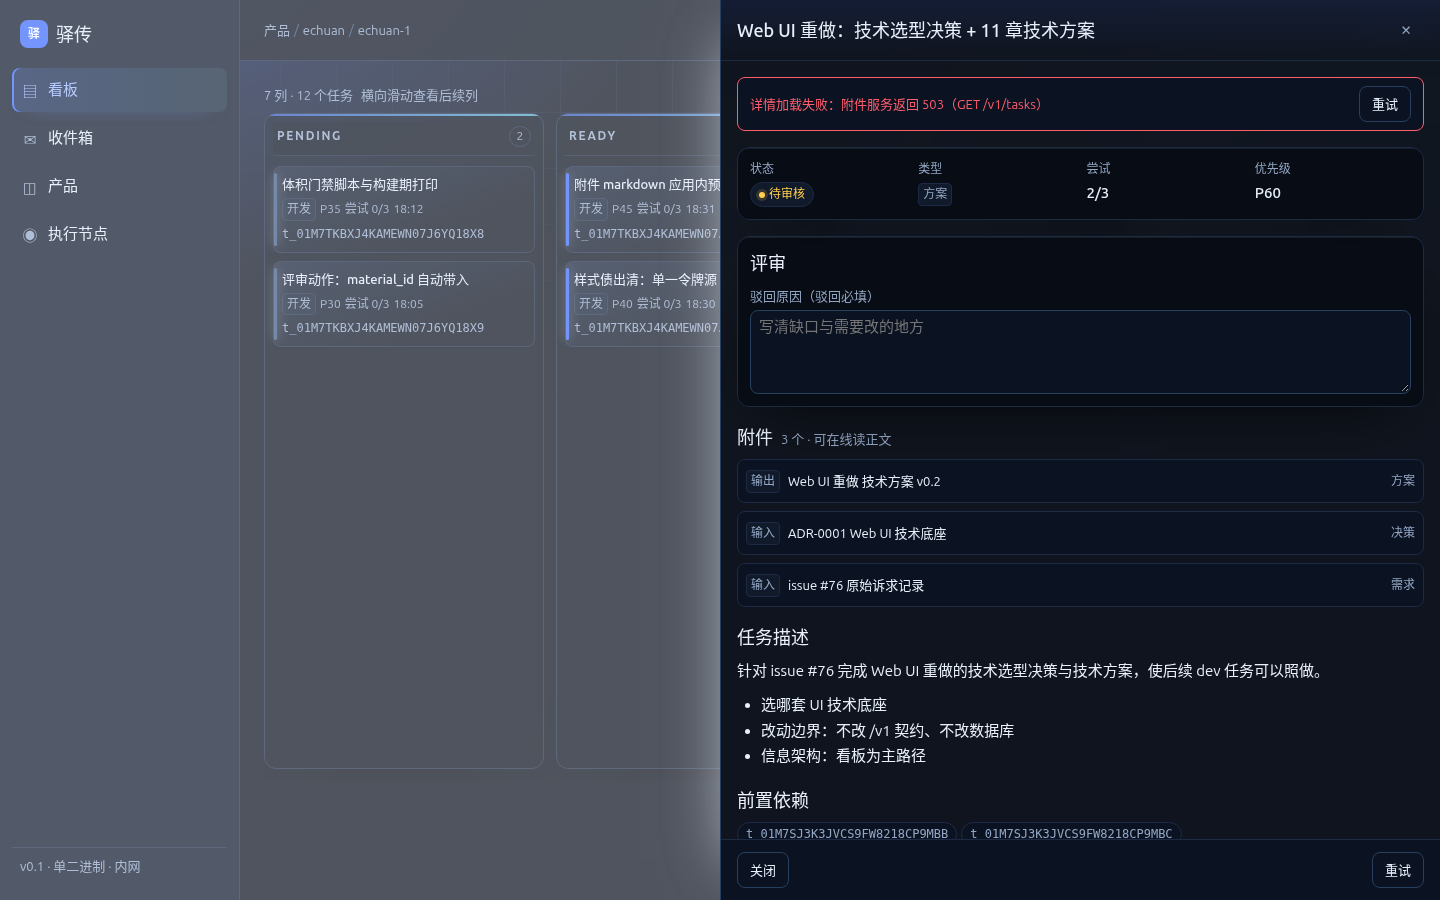 驿 驿传
看板
收件箱
产品
执行节点
v0.1 · 单二进制 · 内网
产品 / echuan / echuan-1
7 列 · 12 个任务 横向滑动查看后续列
PENDING 2
体积门禁脚本与构建期打印
开发 P35 尝试 0/3 18:12
t_01M7TKBXJ4KAMEWN07J6YQ18X8
评审动作：material_id 自动带入
开发 P30 尝试 0/3 18:05
t_01M7TKBXJ4KAMEWN07J6YQ18X9
READY
附件 markdown 应用内预
开发 P45 尝试 0/3 18:31
t_01M7TKBXJ4KAMEWN07
样式债出清：单一令牌源
开发 P40 尝试 0/3 18:30
t_01M7TKBXJ4KAMEWN07
Web UI 重做：技术选型决策 + 11 章技术方案 ×
详情加载失败：附件服务返回 503（GET /v1/tasks） 重试
状态 类型 尝试 优先级
待审核 方案 2/3 P60
评审
驳回原因（驳回必填）
写清缺口与需要改的地方
附件 3 个 · 可在线读正文
输出 Web UI 重做 技术方案 v0.2 方案
输入 ADR-0001 Web UI 技术底座 决策
输入 issue #76 原始诉求记录 需求
任务描述
针对 issue #76 完成 Web UI 重做的技术选型决策与技术方案，使后续 dev 任务可以照做。
• 选哪套 UI 技术底座
• 改动边界：不改 /v1 契约、不改数据库
• 信息架构：看板为主路径
前置依赖
t_01M7SJ3K3JVCS9FW8218CP9MBB t_01M7SJ3K3JVCS9FW8218CP9MBC
关闭 重试